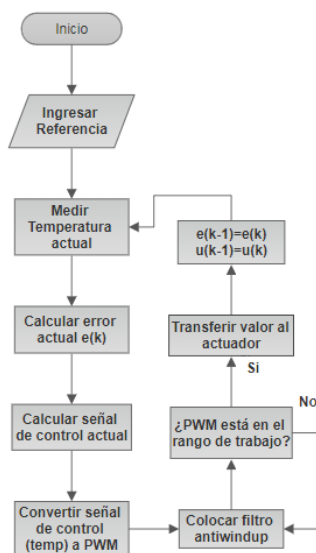 Inicio
Ingresar
Referencia
Medir
Temperatura
actual
Calcular error
actual e(k)
Calcular señal
de control actual
Convertir señal
de control
(temp) a PWM
Colocar filtro
antiwindup
¿PWM está en el
rango de trabajo?
No
Si
Transferir valor al
actuador
e(k-1)=e(k)
u(k-1)=u(k)